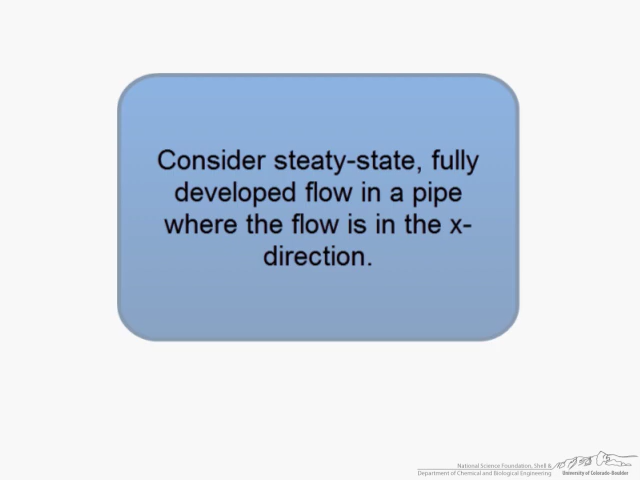 Consider steaty-state, fully
developed flow in a pipe
where the flow is in the x-
direction.
National Science Foundation, Shell &
Department of Chemical and Biological Engineering
University of Colorado-Boulder